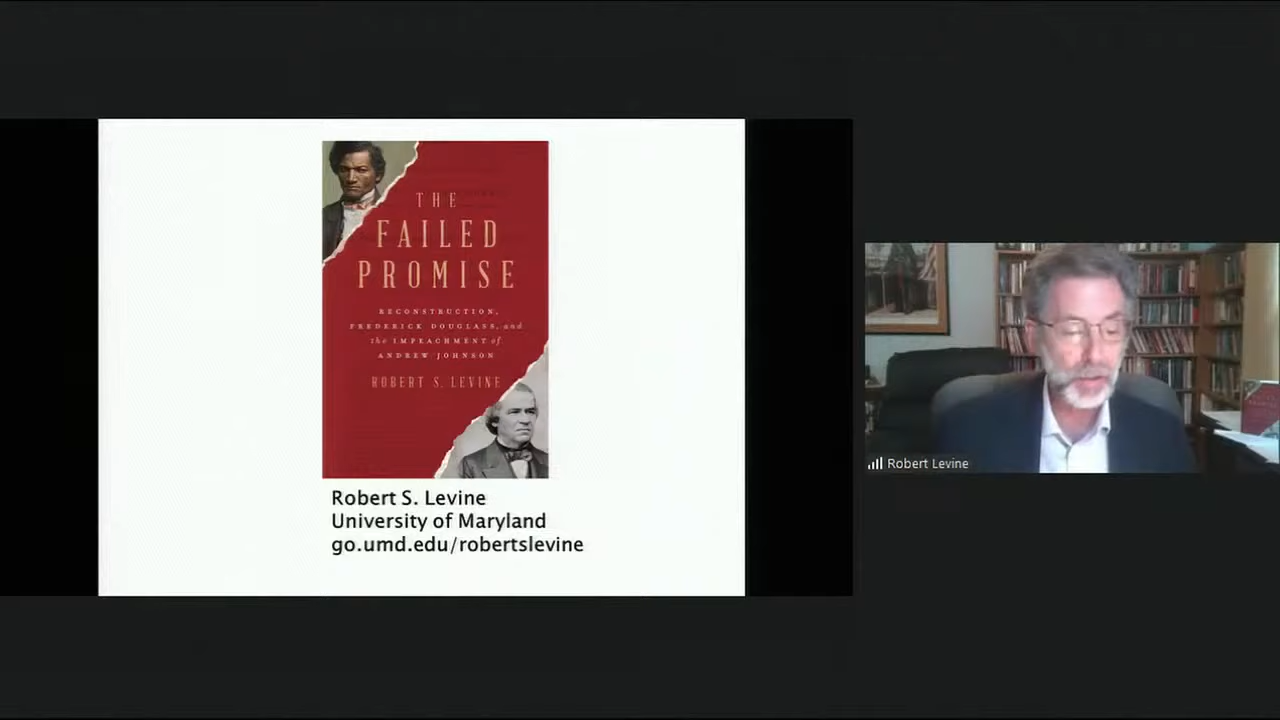 THE
FAILED
PROMISE
RECONSTRUCTION,
FREDERICK DOUGLASS, and
the IMPEACHMENT of
ANDREW JOHNSON
ROBERT S. LEVINE
Robert S. Levine
University of Maryland
go.umd.edu/robertslevine
Robert Levine